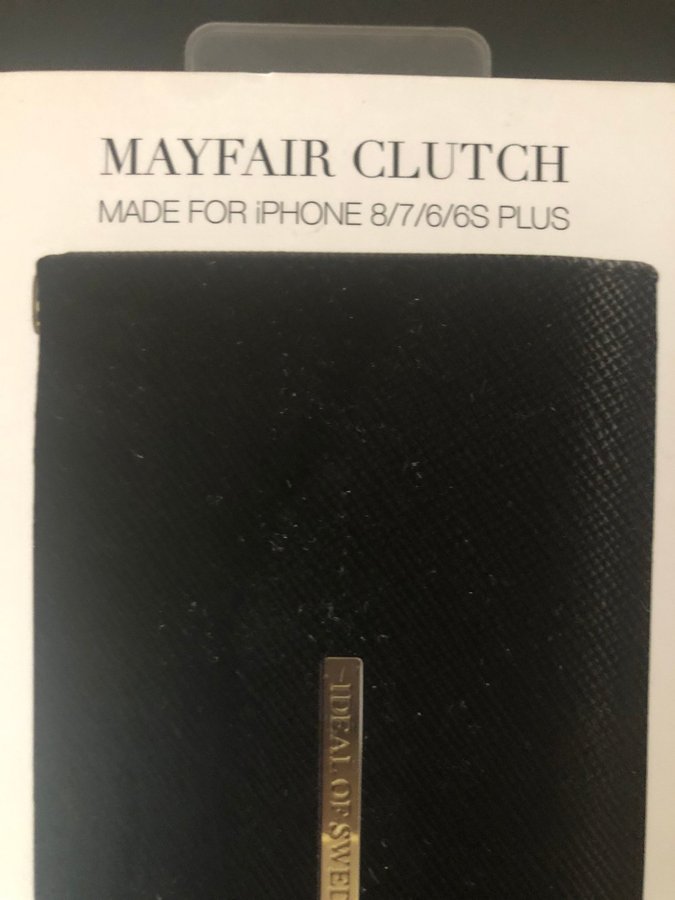 MAYFAIR CLUTCH
MADE FOR iPHONE 8/7/6/6S PLUS
IDEAL OF SWED